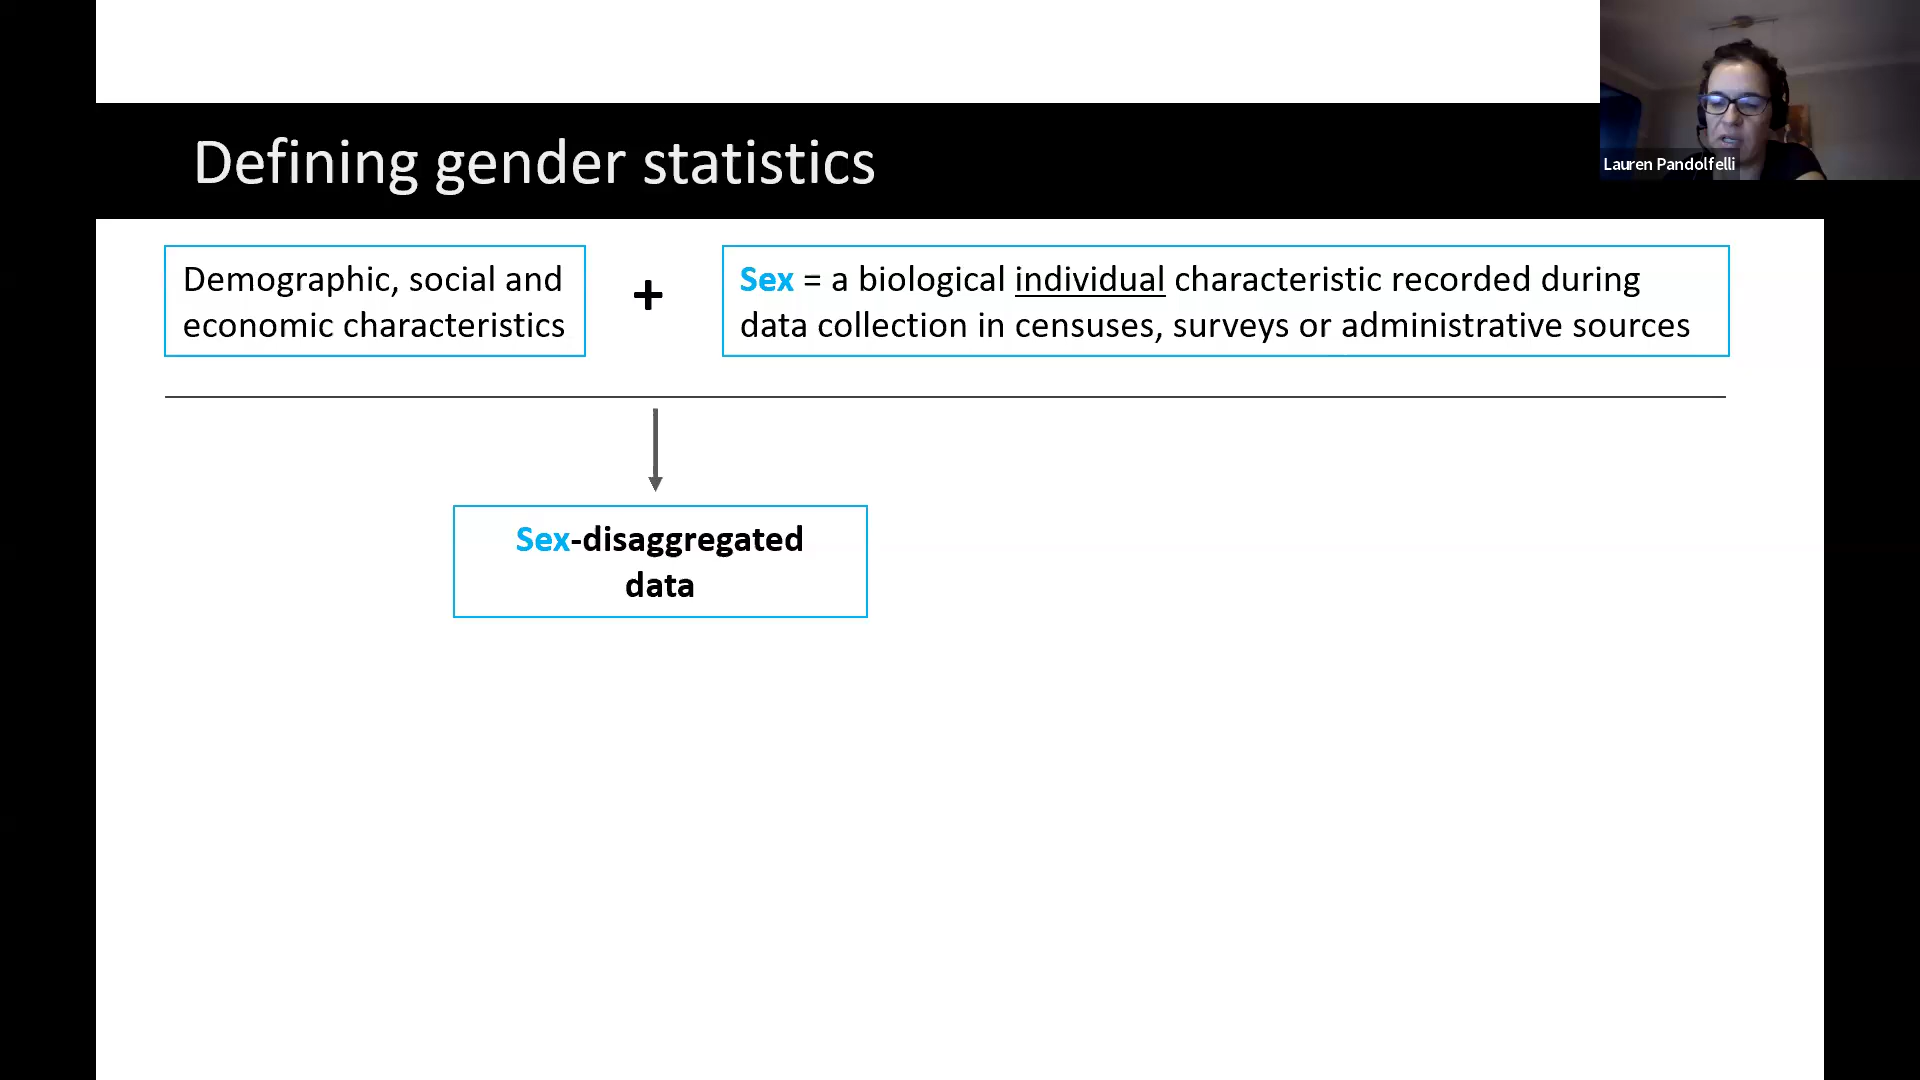 Defining gender statistics
Lauren Pandolfelli
Demographic, social and
economic characteristics
+
Sex = a biological individual characteristic recorded during
data collection in censuses, surveys or administrative sources
Sex-disaggregated
data